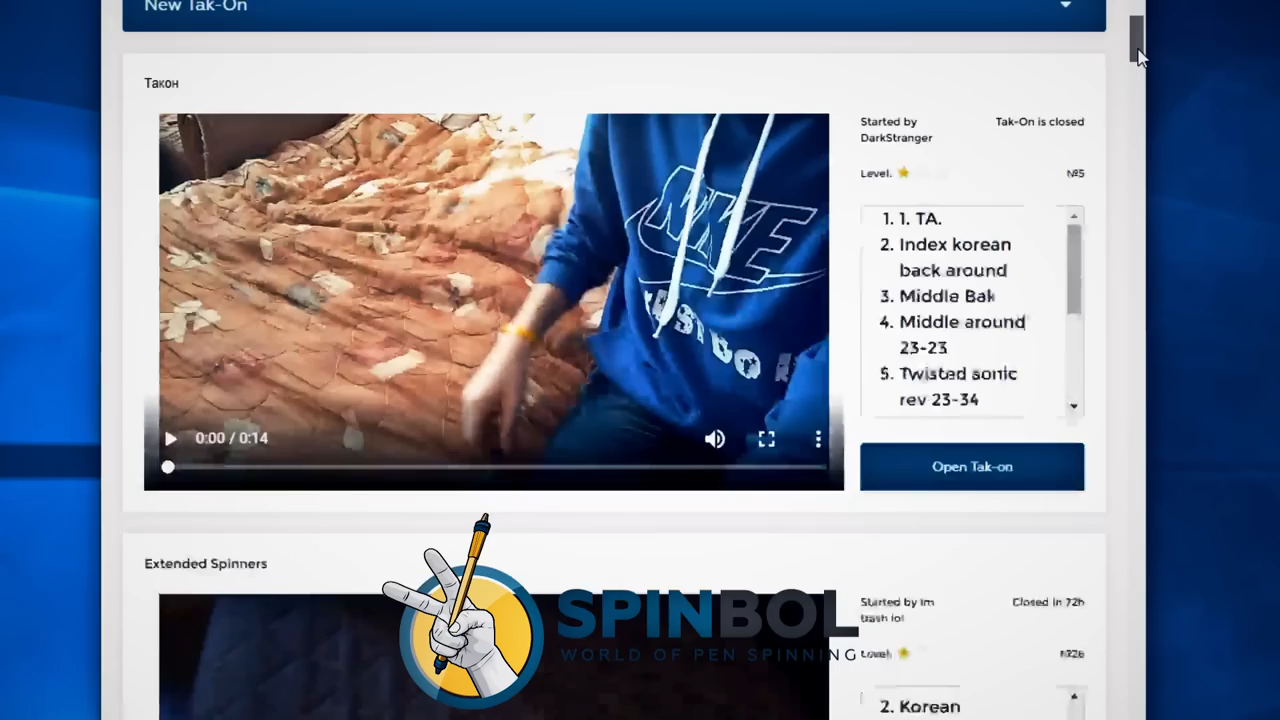 New Tak-On
Такон
Started by
DarkStranger
Tak-On is closed
Level:
№5
1. 1. TA.
2. Index korean
back around
3. Middle Bak
4. Middle around
23-23
5. Twisted sonic
rev 23-34
NIKE
JUST DO
0:00 / 0:14
Open Tak-on
Extended Spinners
Started by Im
trash lol
Closed in 72h
Level:
2. Korean
SPINBOL
WORLD OF PEN SPINNING